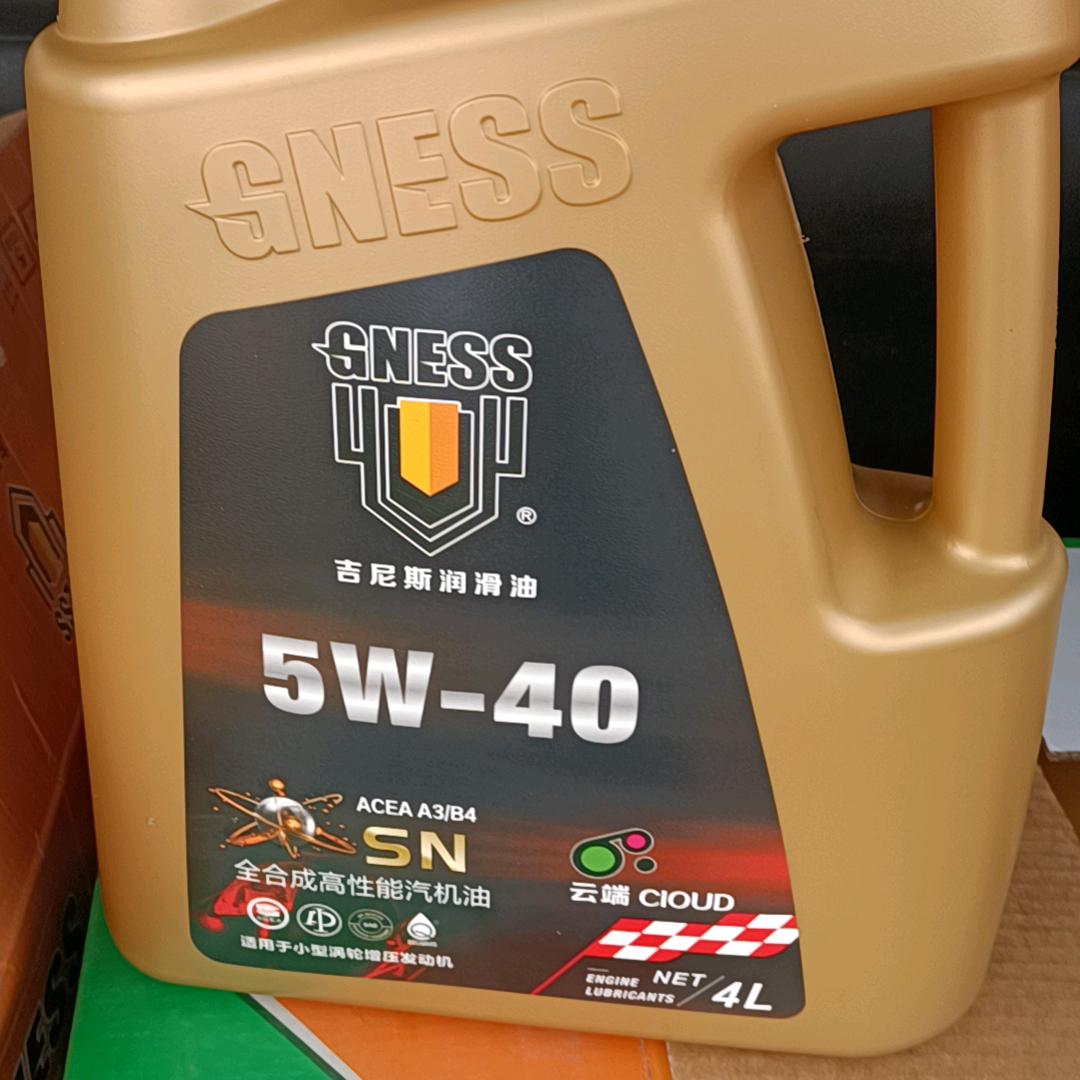 GNESS
GNESS
®
吉尼斯润滑油
5W-40
ACEA A3/B4
SN
全合成高性能汽机油
云端 CIOUD
适用于小型涡轮增压发动机
ENGINE LUBRICANTS
NET 4L